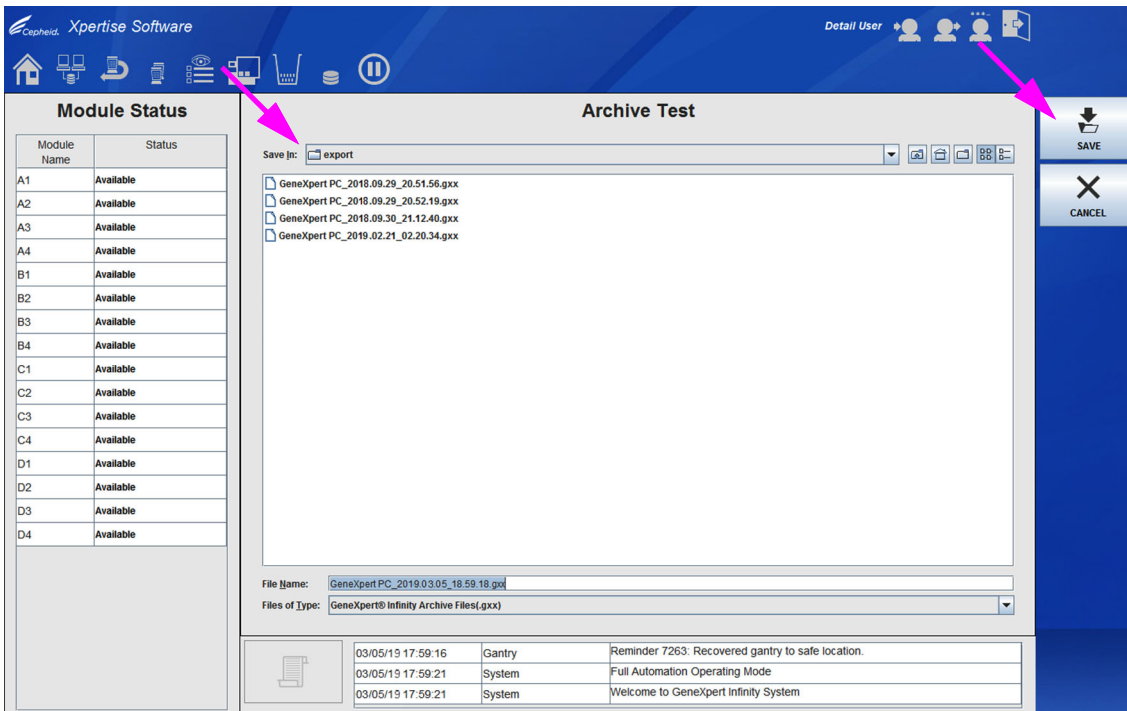 Cepheid. Xpertise Software
Detail User
Module Status
Module Name Status
A1 Available
A2 Available
A3 Available
A4 Available
B1 Available
B2 Available
B3 Available
B4 Available
C1 Available
C2 Available
C3 Available
C4 Available
D1 Available
D2 Available
D3 Available
D4 Available
Archive Test
Save In: export
GeneXpert PC_2018.09.29_20.51.56.gxx
GeneXpert PC_2018.09.29_20.52.19.gxx
GeneXpert PC_2018.09.30_21.12.40.gxx
GeneXpert PC_2019.02.21_02.20.34.gxx
File Name: GeneXpert PC_2019.03.05_18.59.18.gxx
Files of Type: GeneXpert® Infinity Archive Files(.gxx)
03/05/19 17:59:16 Gantry Reminder 7263: Recovered gantry to safe location.
03/05/19 17:59:21 System Full Automation Operating Mode
03/05/19 17:59:21 System Welcome to GeneXpert Infinity System
SAVE
CANCEL